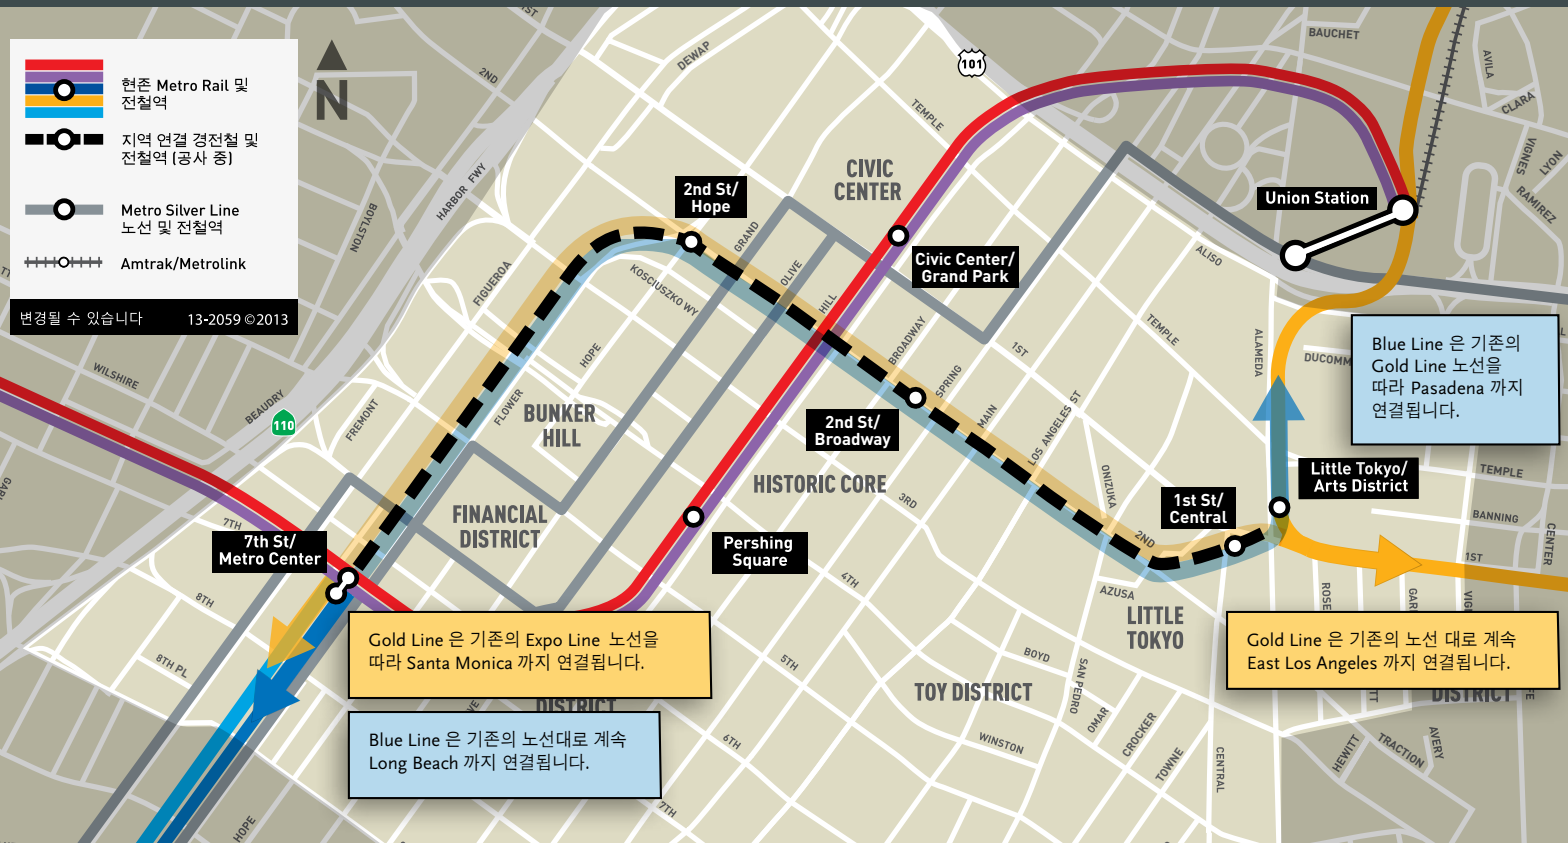 현존 Metro Rail 및
전철역
지역 연결 경전철 및
전철역 (공사 중)
Metro Silver Line
노선 및 전철역
Amtrak/Metrolink
변경될 수 있습니다 13-2059 ©2013
N
1ST
2ND
DEWAP
101
BAUCHET
AVILA
CLARA
VIGNES
LYON
RAMIREZ
TEMPLE
HARBOR FWY
BOYLSTON
CIVIC
CENTER
2nd St/
Hope
Union Station
GRAND
Civic Center/
Grand Park
ALISO
FIGUEROA
KOSCIUSZKO WY
OLIVE
HILL
BROADWAY
1ST
TEMPLE
ALAMEDA
DUCOMM
Blue Line 은 기존의
Gold Line 노선을
따라 Pasadena 까지
연결됩니다.
WILSHIRE
BEAUDRY
110
FREMONT
HOPE
FLOWER
BUNKER
HILL
2nd St/
Broadway
SPRING
MAIN
LOS ANGELES ST
HISTORIC CORE
3RD
ONIZUKA
1st St/
Central
Little Tokyo/
Arts District
TEMPLE
BANNING
CENTER
1ST
FINANCIAL
DISTRICT
7TH
7th St/
Metro Center
Pershing
Square
2ND
4TH
AZUSA
LITTLE
TOKYO
ROSE
GAR
VIG
8TH
8TH PL
Gold Line 은 기존의 Expo Line 노선을
따라 Santa Monica 까지 연결됩니다.
Gold Line 은 기존의 노선 대로 계속
East Los Angeles 까지 연결됩니다.
5TH
BOYD
SAN PEDRO
TOY DISTRICT
DISTRICT
DISTRICT
OMAR
CROCKER
TOWNE
CENTRAL
WINSTON
HEWITT
TRACTION
AVERY
Blue Line 은 기존의 노선대로 계속
Long Beach 까지 연결됩니다.
6TH
7TH
HOPE